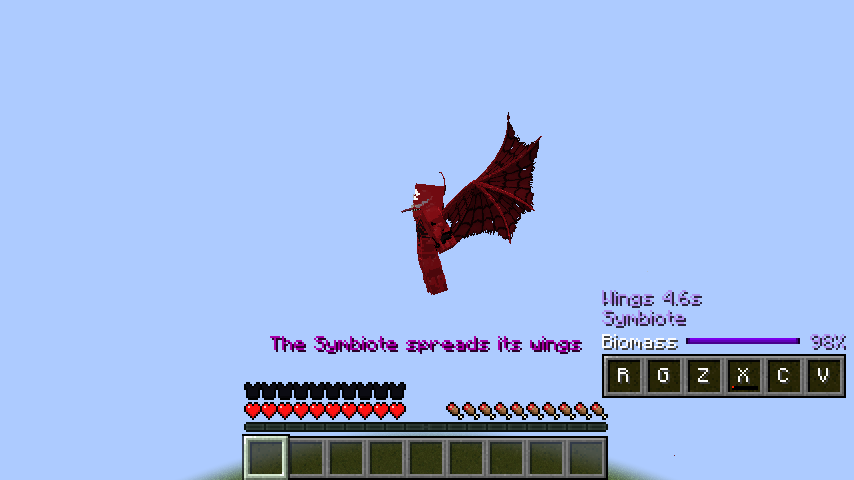 Wings 4.6s
Symbiote
The Symbiote spreads its wings
Biomass 98%
R G Z X C V